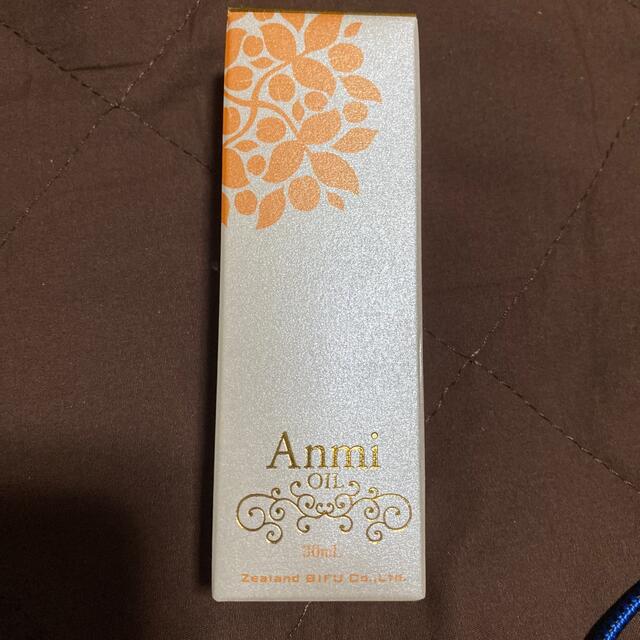 Anmi
OIL
30mL
Zealand BIFU Co.,Ltd.